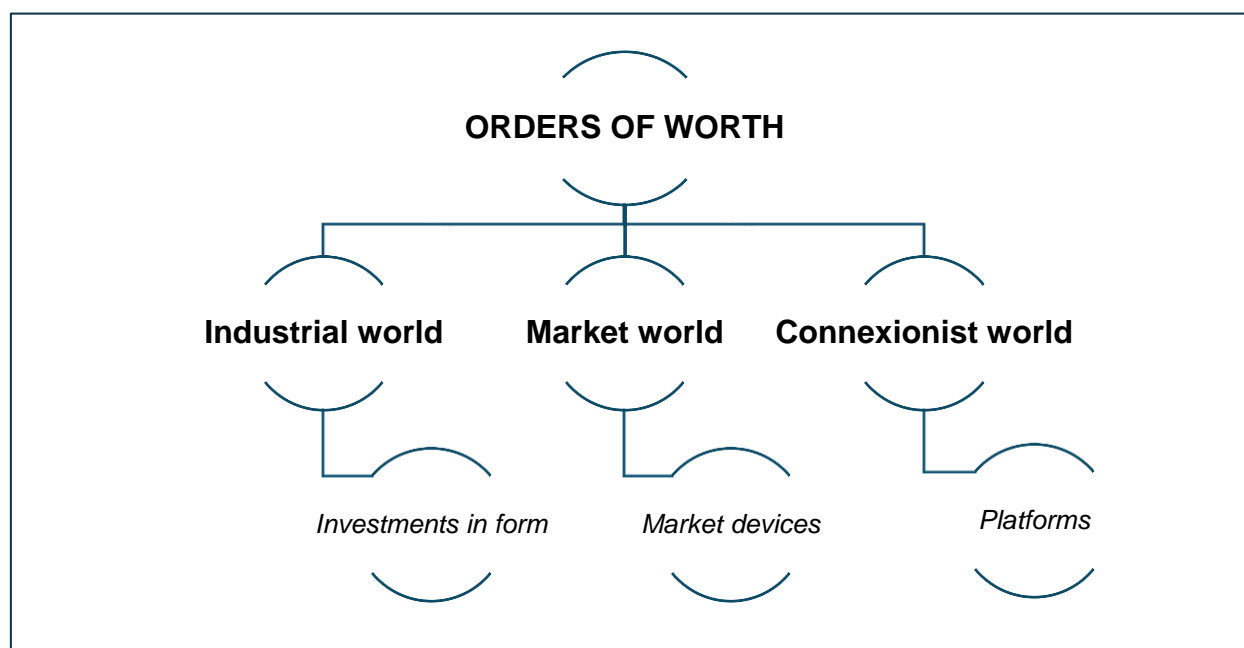 ORDERS OF WORTH
Industrial world
Market world
Connexionist world
Investments in form
Market devices
Platforms